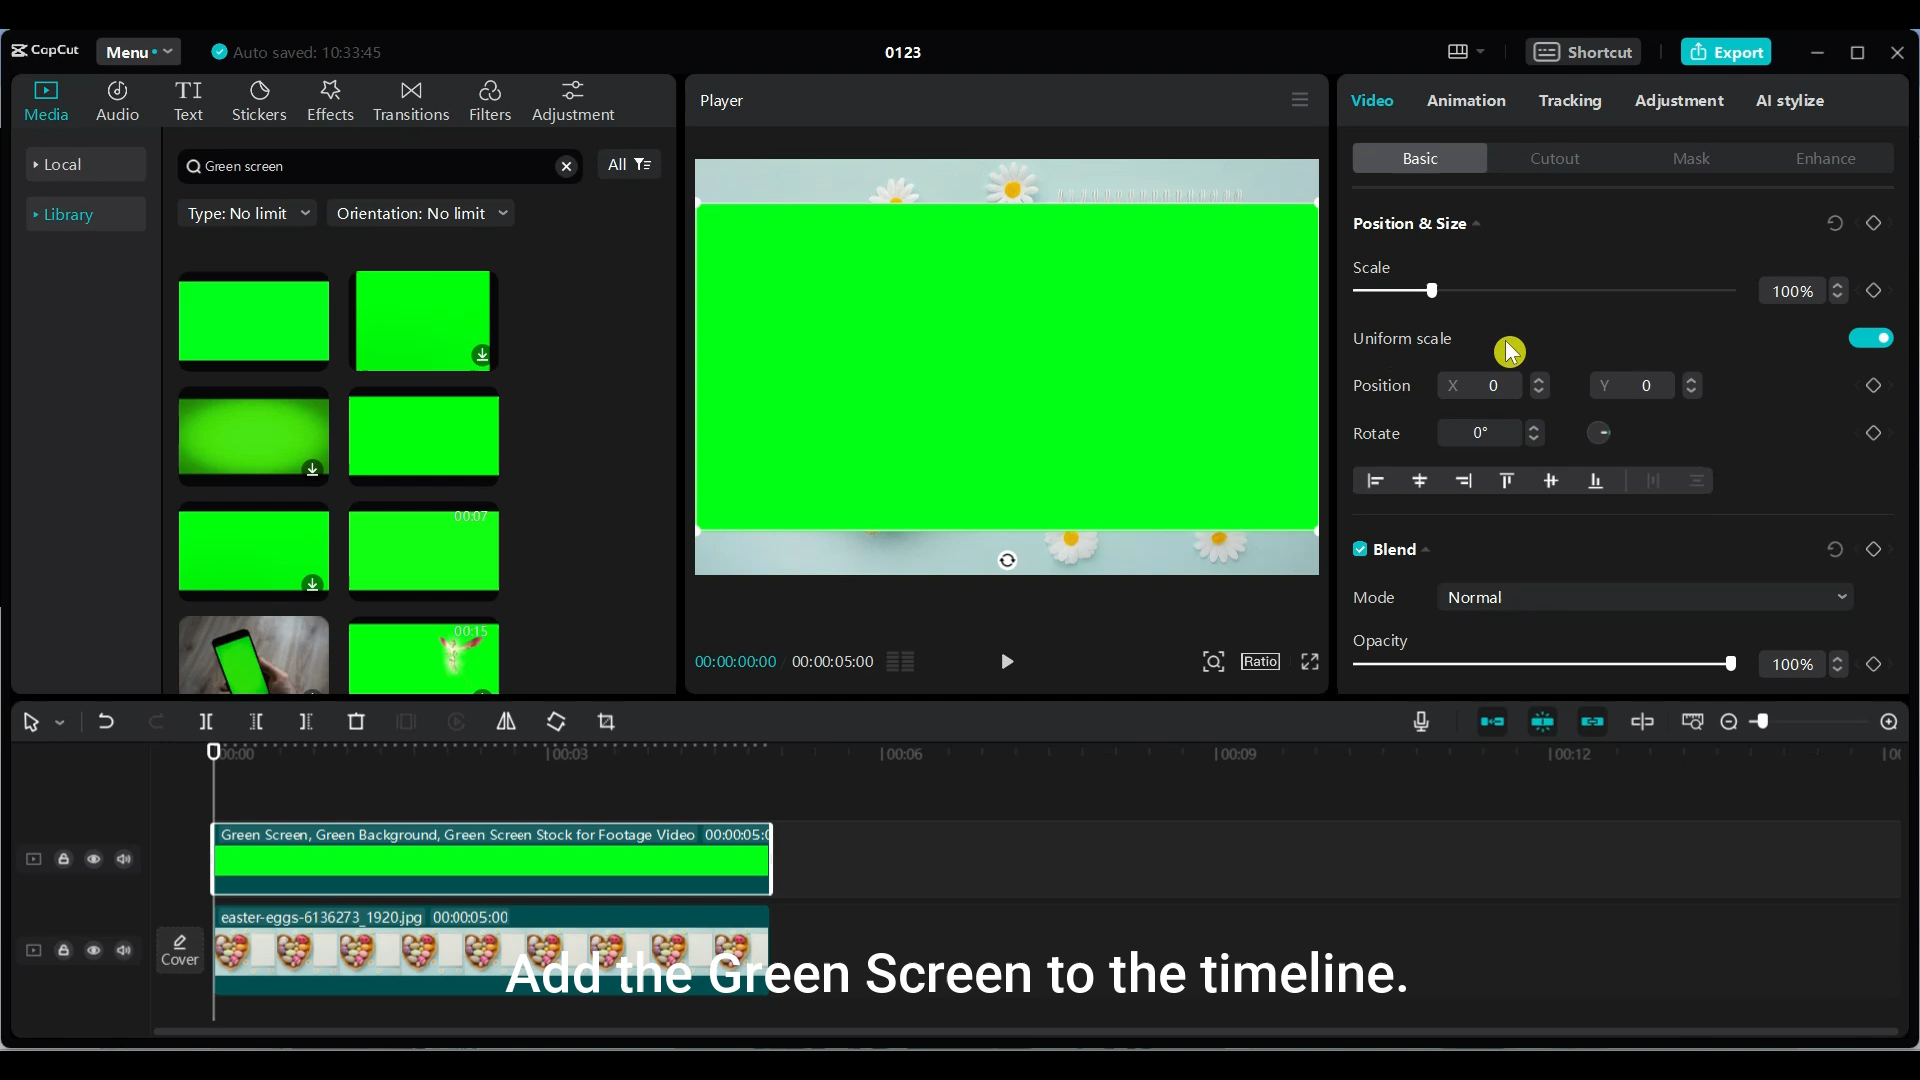 CapCut
Menu
Auto saved: 10:33:45
0123
Shortcut
Export
Media
Audio
TI
Text
Stickers
Effects
Transitions
Filters
Adjustment
Local
Library
Green screen
All
Type: No limit
Orientation: No limit
00:07
00:15
Player
00:00:00:00
00:00:05:00
Ratio
Video
Animation
Tracking
Adjustment
AI stylize
Basic
Cutout
Mask
Enhance
Position & Size
Scale
100%
Uniform scale
Position
X 0
Y 0
Rotate
0°
Blend
Mode
Normal
Opacity
100%
00:00
00:03
00:06
00:09
00:12
Green Screen, Green Background, Green Screen Stock for Footage Video 00:00:05:0
Cover
easter-eggs-6136273_1920.jpg 00:00:05:00
Add the Green Screen to the timeline.